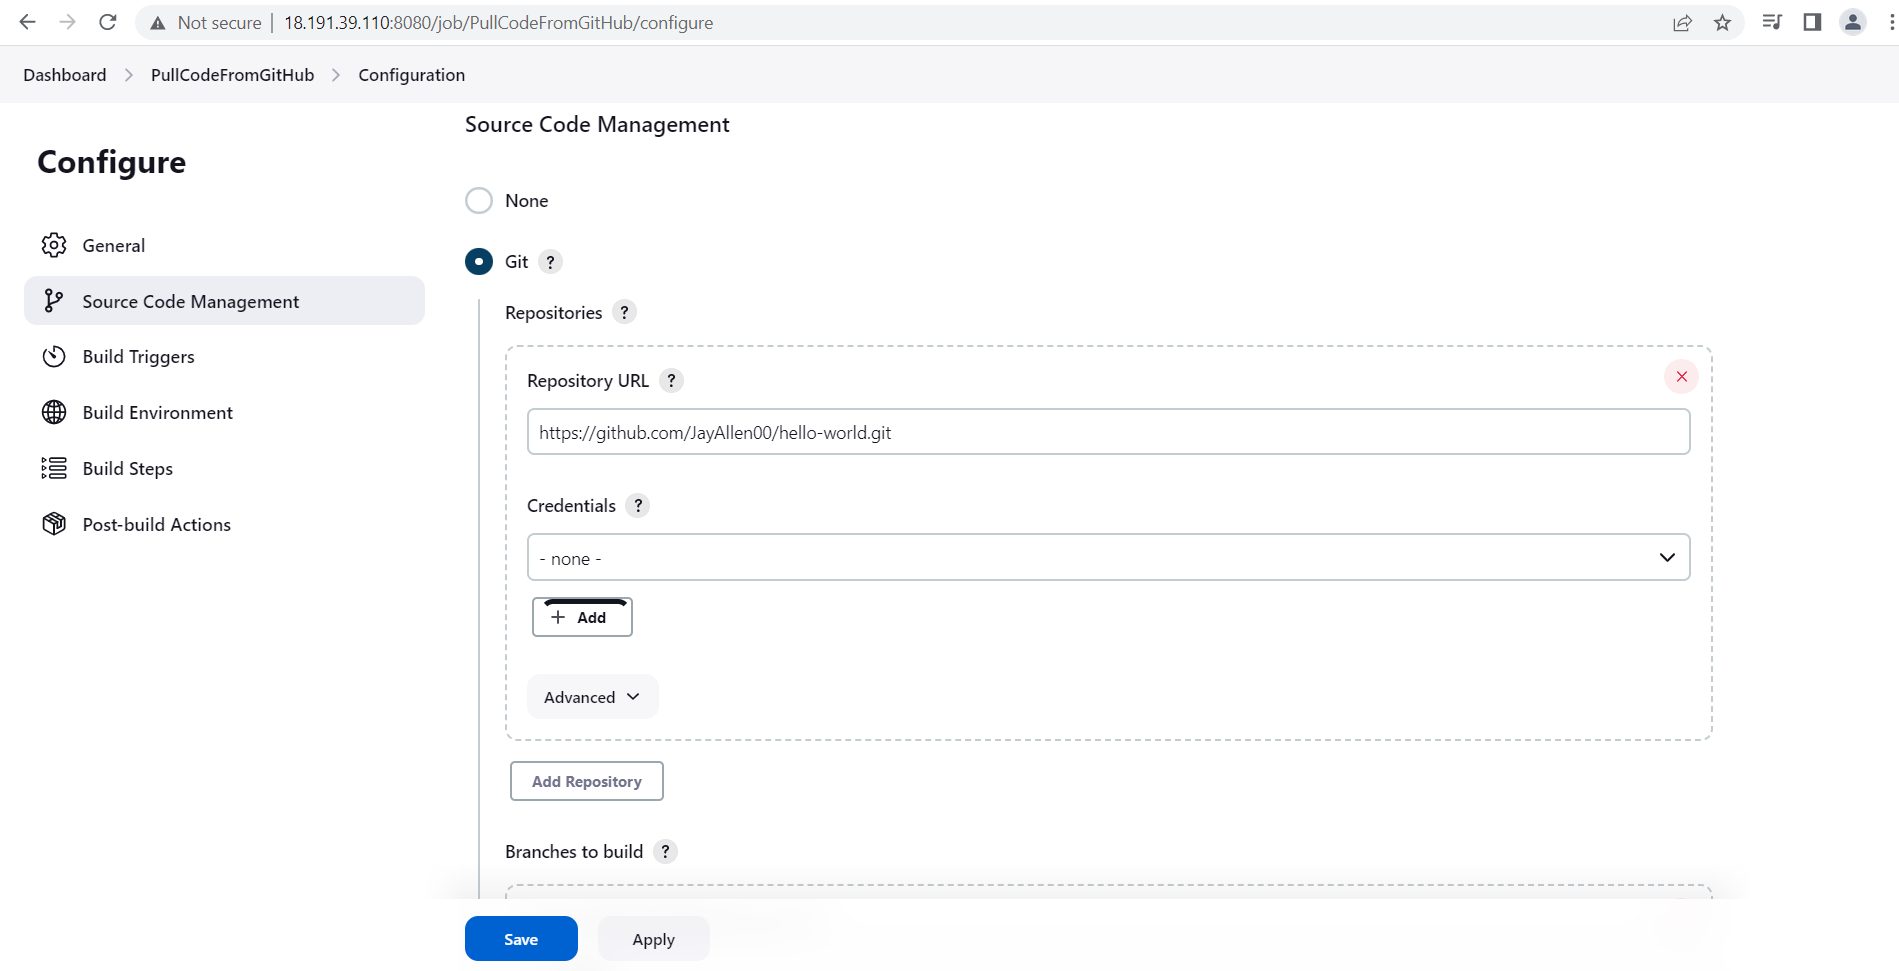 Not secure 18.191.39.110:8080/job/PullCodeFromGitHub/configure
Dashboard PullCodeFromGitHub Configuration
Configure
General
Source Code Management
Build Triggers
Build Environment
Build Steps
Post-build Actions
Source Code Management
None
Git ?
Repositories ?
Repository URL ?
https://github.com/JayAllen00/hello-world.git
Credentials ?
- none -
+ Add
Advanced
Add Repository
Branches to build ?
Save Apply